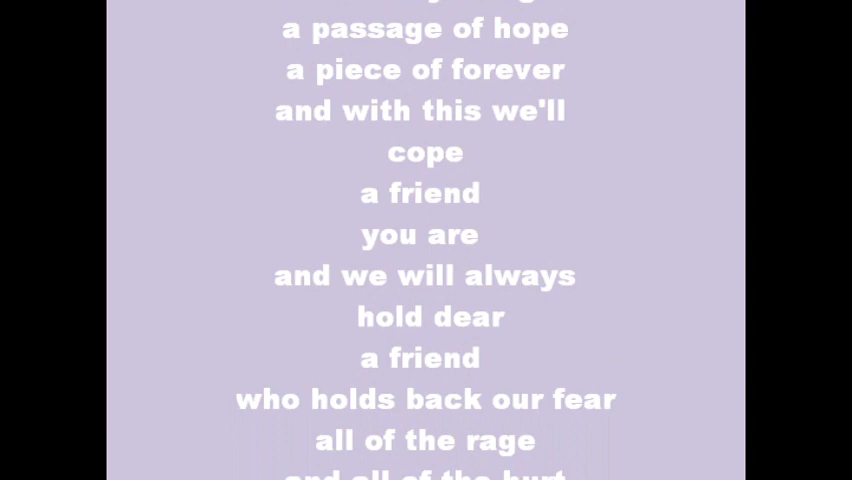 a passage of hope
a piece of forever
and with this we'll
cope
a friend
you are
and we will always
hold dear
a friend
who holds back our fear
all of the rage
and all of the hurt